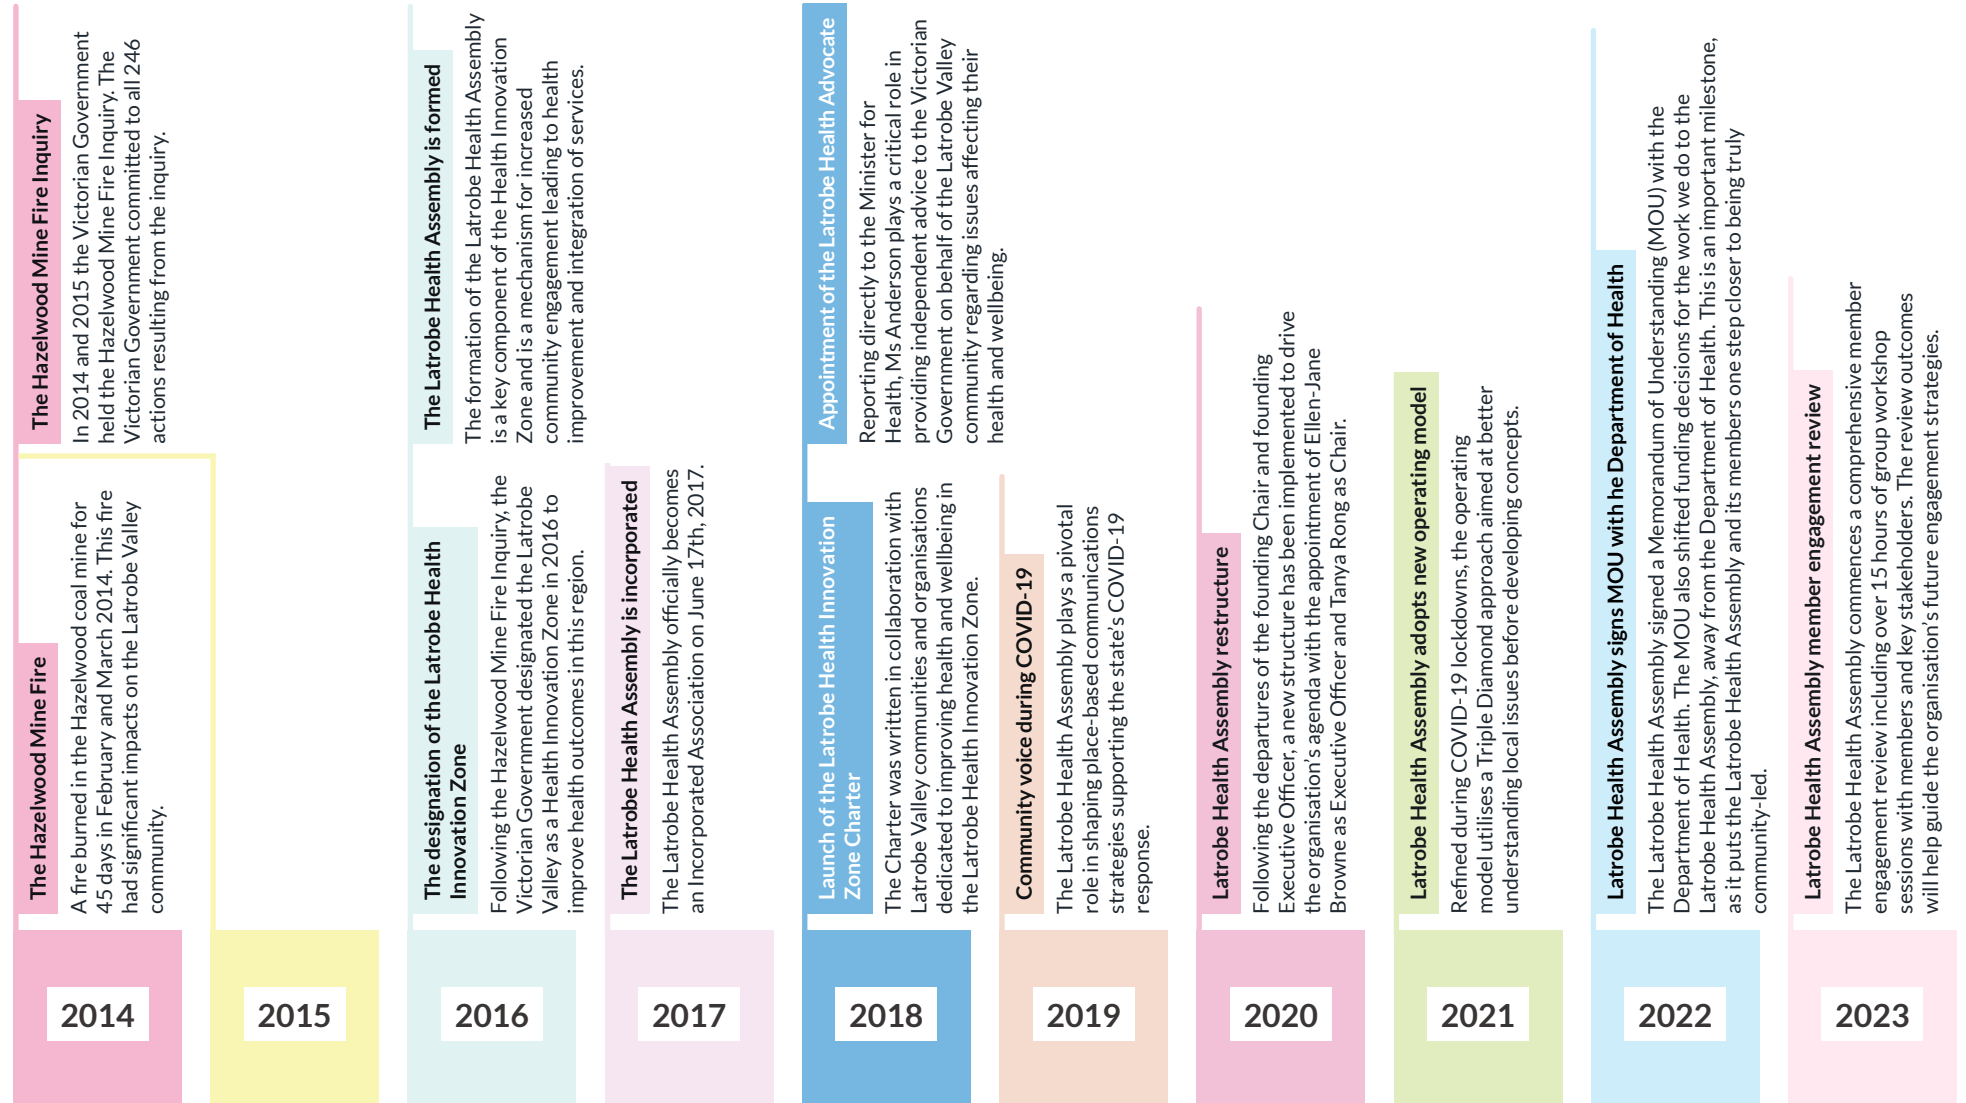 2014
The Hazelwood Mine Fire
A fire burned in the Hazelwood coal mine for
45 days in February and March 2014. This fire
had significant impacts on the Latrobe Valley
community.
The Hazelwood Mine Fire Inquiry
In 2014 and 2015 the Victorian Government
held the Hazelwood Mine Fire Inquiry. The
Victorian Government committed to all 246
actions resulting from the inquiry.
2015
2016
The designation of the Latrobe Health
Innovation Zone
Following the Hazelwood Mine Fire Inquiry, the
Victorian Government designated the Latrobe
Valley as a Health Innovation Zone in 2016 to
improve health outcomes in this region.
The Latrobe Health Assembly is formed
The formation of the Latrobe Health Assembly
is a key component of the Health Innovation
Zone and is a mechanism for increased
community engagement leading to health
improvement and integration of services.
2017
The Latrobe Health Assembly is incorporated
The Latrobe Health Assembly officially becomes
an Incorporated Association on June 17th, 2017.
2018
Launch of the Latrobe Health Innovation
Zone Charter
The Charter was written in collaboration with
Latrobe Valley communities and organisations
dedicated to improving health and wellbeing in
the Latrobe Health Innovation Zone.
Appointment of the Latrobe Health Advocate
Reporting directly to the Minister for
Health, Ms Anderson plays a critical role in
providing independent advice to the Victorian
Government on behalf of the Latrobe Valley
community regarding issues affecting their
health and wellbeing.
2019
Community voice during COVID-19
The Latrobe Health Assembly plays a pivotal
role in shaping place-based communications
strategies supporting the state's COVID-19
response.
2020
Latrobe Health Assembly restructure
Following the departures of the founding Chair and founding
Executive Officer, a new structure has been implemented to drive
the organisation's agenda with the appointment of Ellen-Jane
Browne as Executive Officer and Tanya Rong as Chair.
2021
Latrobe Health Assembly adopts new operating model
Refined during COVID-19 lockdowns, the operating
model utilises a Triple Diamond approach aimed at better
understanding local issues before developing concepts.
2022
Latrobe Health Assembly signs MOU with he Department of Health
The Latrobe Health Assembly signed a Memorandum of Understanding (MOU) with the
Department of Health. The MOU also shifted funding decisions for the work we do to the
Latrobe Health Assembly, away from the Department of Health. This is an important milestone,
as it puts the Latrobe Health Assembly and its members one step closer to being truly
community-led.
2023
Latrobe Health Assembly member engagement review
The Latrobe Health Assembly commences a comprehensive member
engagement review including over 15 hours of group workshop
sessions with members and key stakeholders. The review outcomes
will help guide the organisation's future engagement strategies.